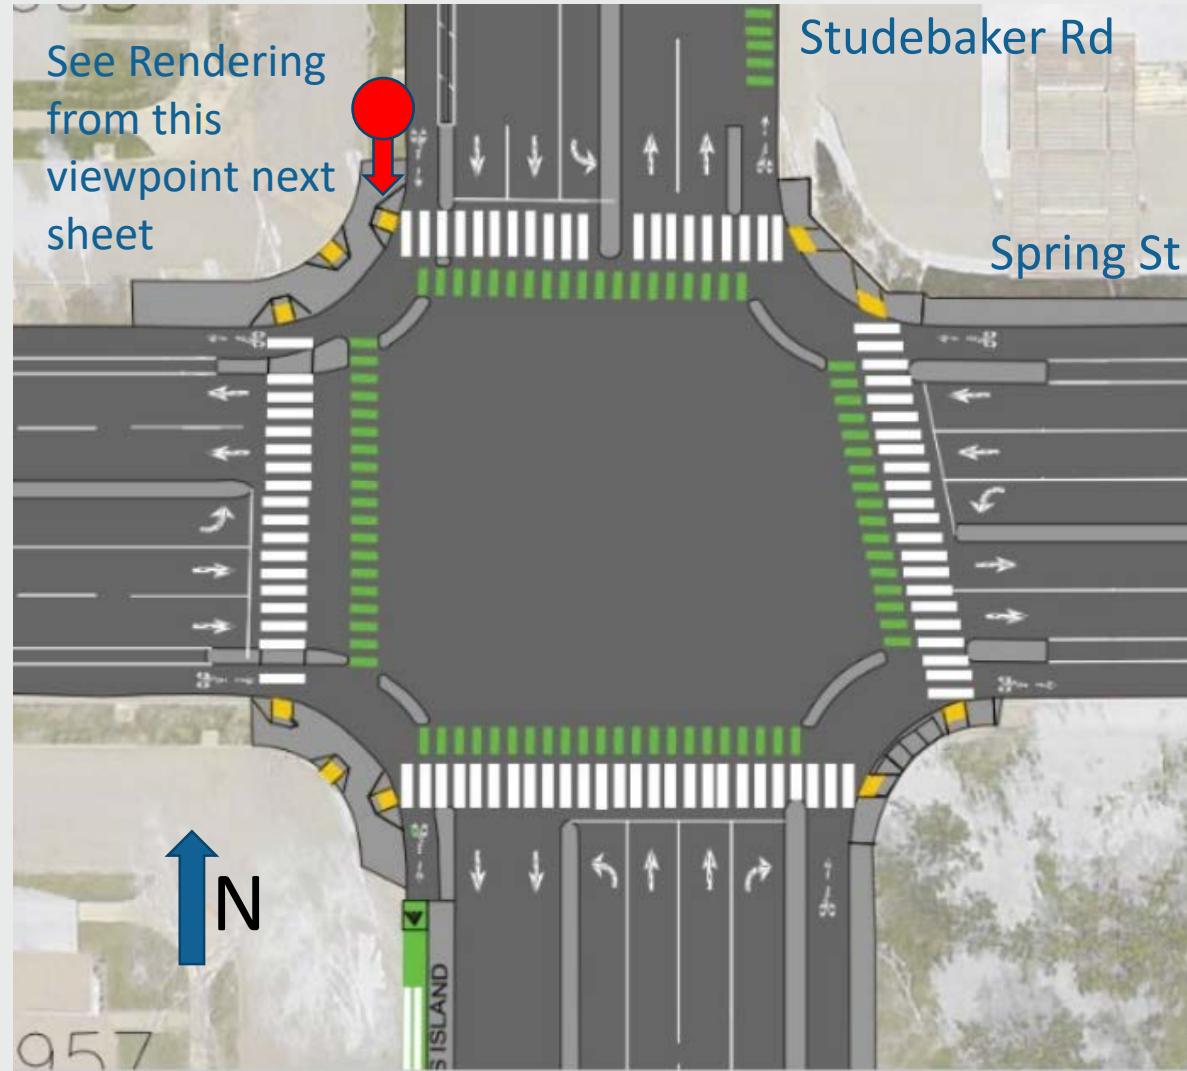 See Rendering
from this
viewpoint next
sheet
Studebaker Rd
Spring St
N
S ISLAND
957